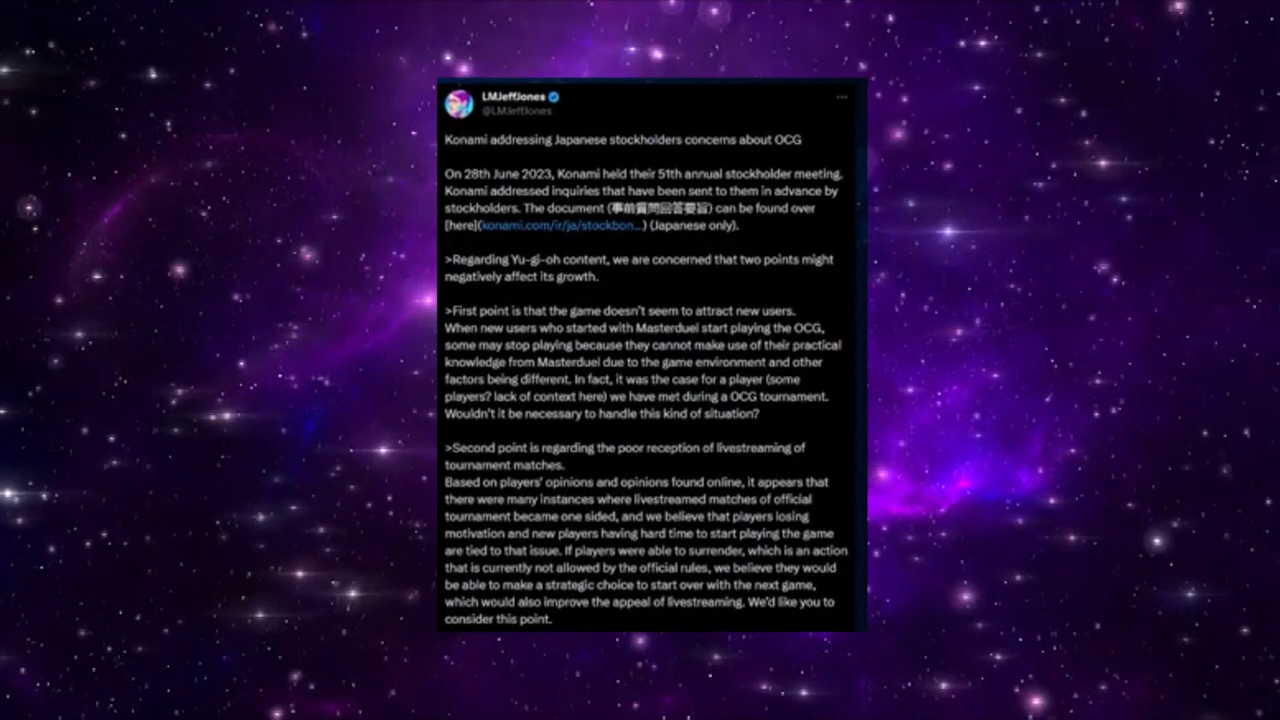 LMJeffJones
@LMJeffJones
Konami addressing Japanese stockholders concerns about OCG
On 28th June 2023, Konami held their 51th annual stockholder meeting.
Konami addressed inquiries that have been sent to them in advance by
stockholders. The document (事前質問回答要旨) can be found over
[here](konami.com/ir/ja/stockbon…) (Japanese only).
>Regarding Yu-gi-oh content, we are concerned that two points might
negatively affect its growth.
>First point is that the game doesn't seem to attract new users.
When new users who started with Masterduel start playing the OCG,
some may stop playing because they cannot make use of their practical
knowledge from Masterduel due to the game environment and other
factors being different. In fact, it was the case for a player (some
players? lack of context here) we have met during a OCG tournament.
Wouldn't it be necessary to handle this kind of situation?
>Second point is regarding the poor reception of livestreaming of
tournament matches.
Based on players' opinions and opinions found online, it appears that
there were many instances where livestreamed matches of official
tournament became one sided, and we believe that players losing
motivation and new players having hard time to start playing the game
are tied to that issue. If players were able to surrender, which is an action
that is currently not allowed by the official rules, we believe they would
be able to make a strategic choice to start over with the next game,
which would also improve the appeal of livestreaming. We'd like you to
consider this point.